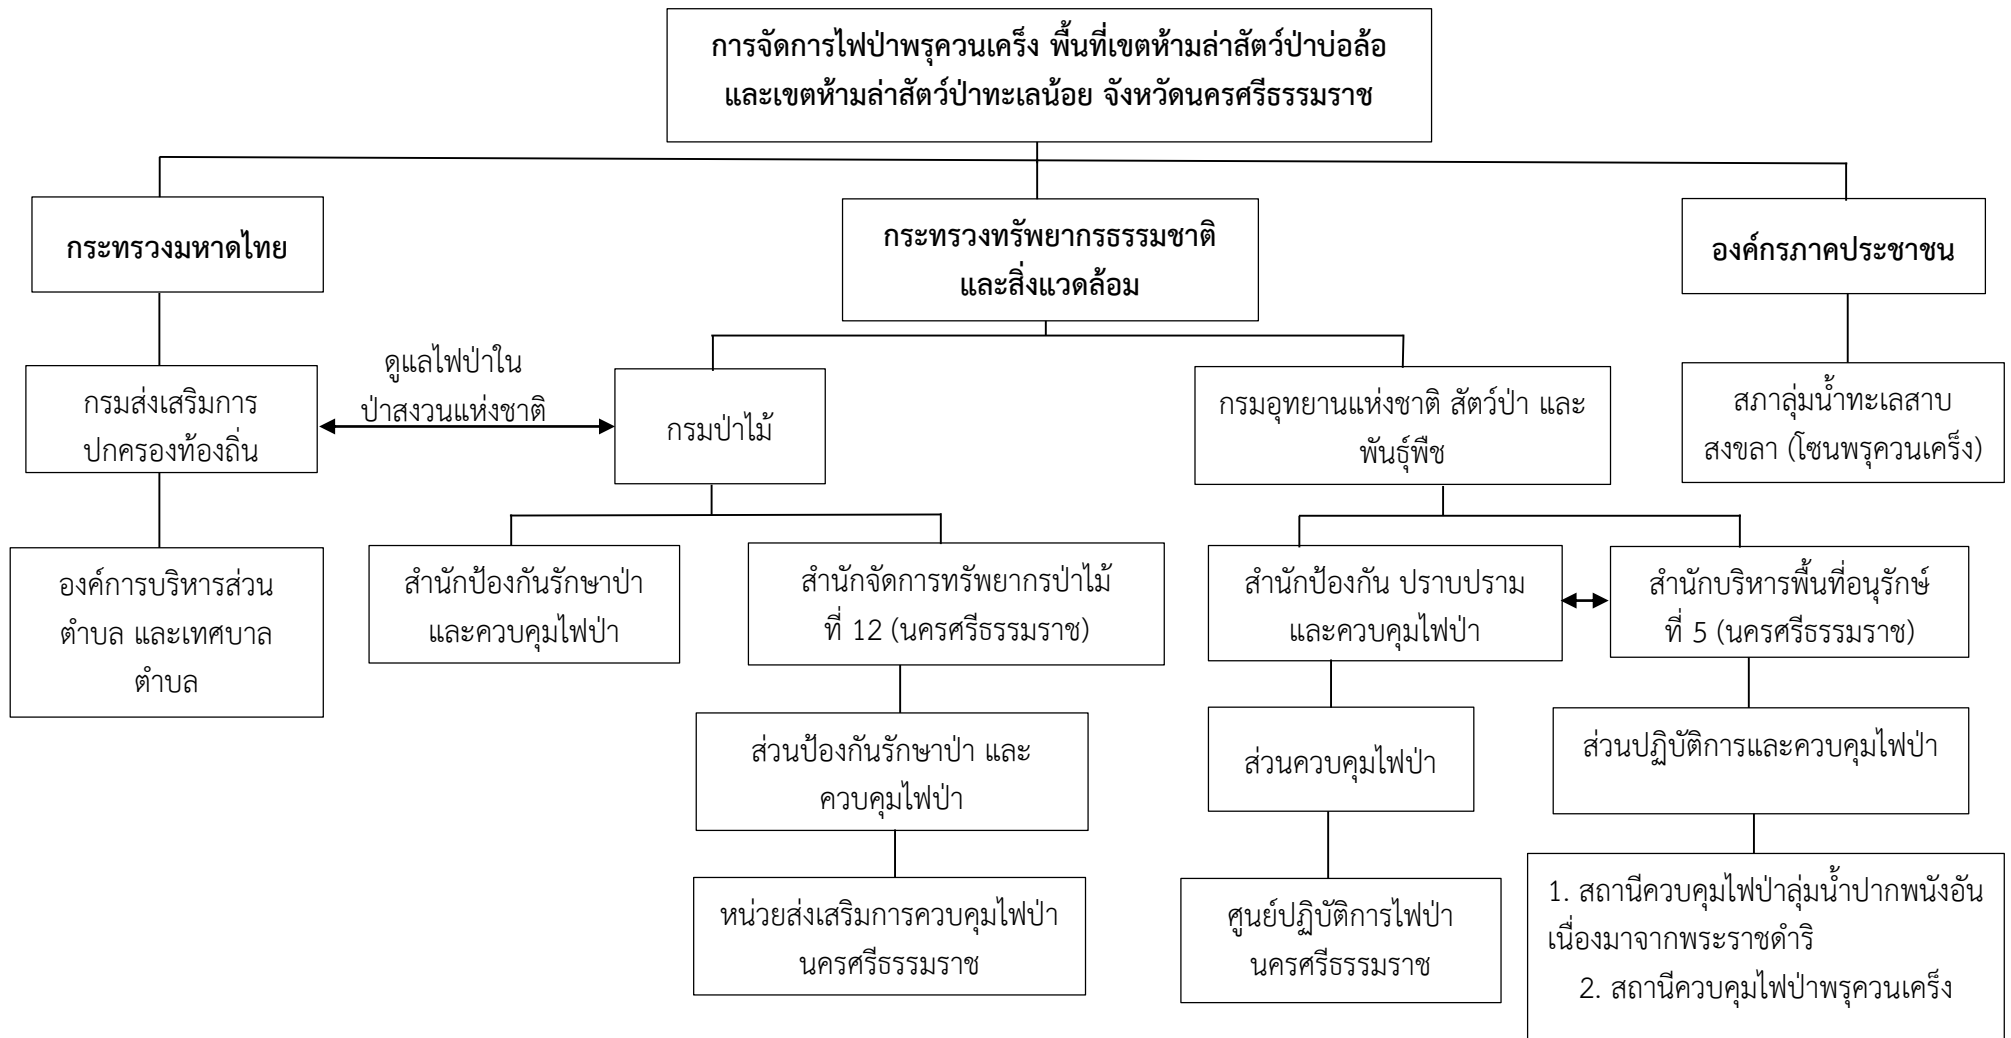 การจัดการไฟป่าพรุควนเคร็ง พื้นที่เขตห้ามล่าสัตว์ป่าบ่อล้อ
และเขตห้ามล่าสัตว์ป่าทะเลน้อย จังหวัดนครศรีธรรมราช
กระทรวงมหาดไทย
กระทรวงทรัพยากรธรรมชาติ
และสิ่งแวดล้อม
องค์กรภาคประชาชน
กรมส่งเสริมการ
ปกครองท้องถิ่น
ดูแลไฟป่าใน
ป่าสงวนแห่งชาติ
กรมป่าไม้
กรมอุทยานแห่งชาติ สัตว์ป่า และ
พันธุ์พืช
สภาลุ่มน้ำทะเลสาบ
สงขลา (โซนพรุควนเคร็ง)
องค์การบริหารส่วน
ตำบล และเทศบาล
ตำบล
สำนักป้องกันรักษาป่า
และควบคุมไฟป่า
สำนักจัดการทรัพยากรป่าไม้
ที่ 12 (นครศรีธรรมราช)
สำนักป้องกัน ปราบปราม
และควบคุมไฟป่า
สำนักบริหารพื้นที่อนุรักษ์
ที่ 5 (นครศรีธรรมราช)
ส่วนป้องกันรักษาป่า และ
ควบคุมไฟป่า
ส่วนควบคุมไฟป่า
ส่วนปฏิบัติการและควบคุมไฟป่า
หน่วยส่งเสริมการควบคุมไฟป่า
นครศรีธรรมราช
ศูนย์ปฏิบัติการไฟป่า
นครศรีธรรมราช
1. สถานีควบคุมไฟป่าลุ่มน้ำปากพนังอัน
เนื่องมาจากพระราชดำริ
2. สถานีควบคุมไฟป่าพรุควนเคร็ง